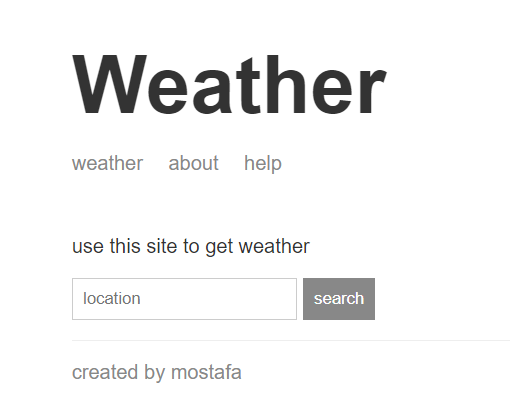 Weather
weather about help
use this site to get weather
location search
created by mostafa